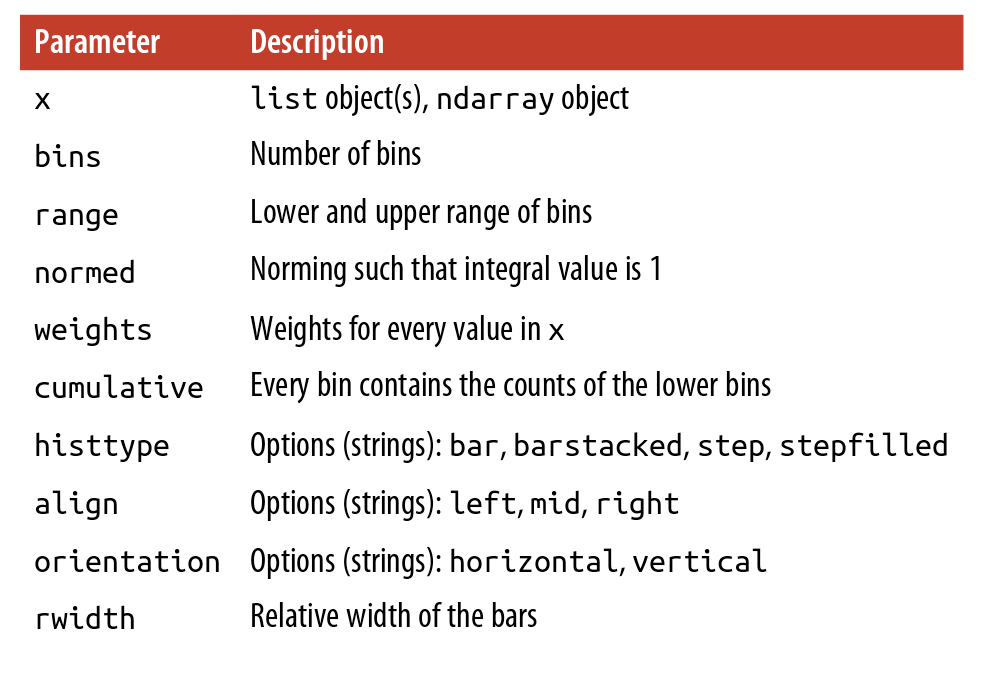 Parameter Description
x list object(s), ndarray object
bins Number of bins
range Lower and upper range of bins
normed Norming such that integral value is 1
weights Weights for every value in x
cumulative Every bin contains the counts of the lower bins
histtype Options (strings): bar, barstacked, step, stepfilled
align Options (strings): left, mid, right
orientation Options (strings): horizontal, vertical
rwidth Relative width of the bars